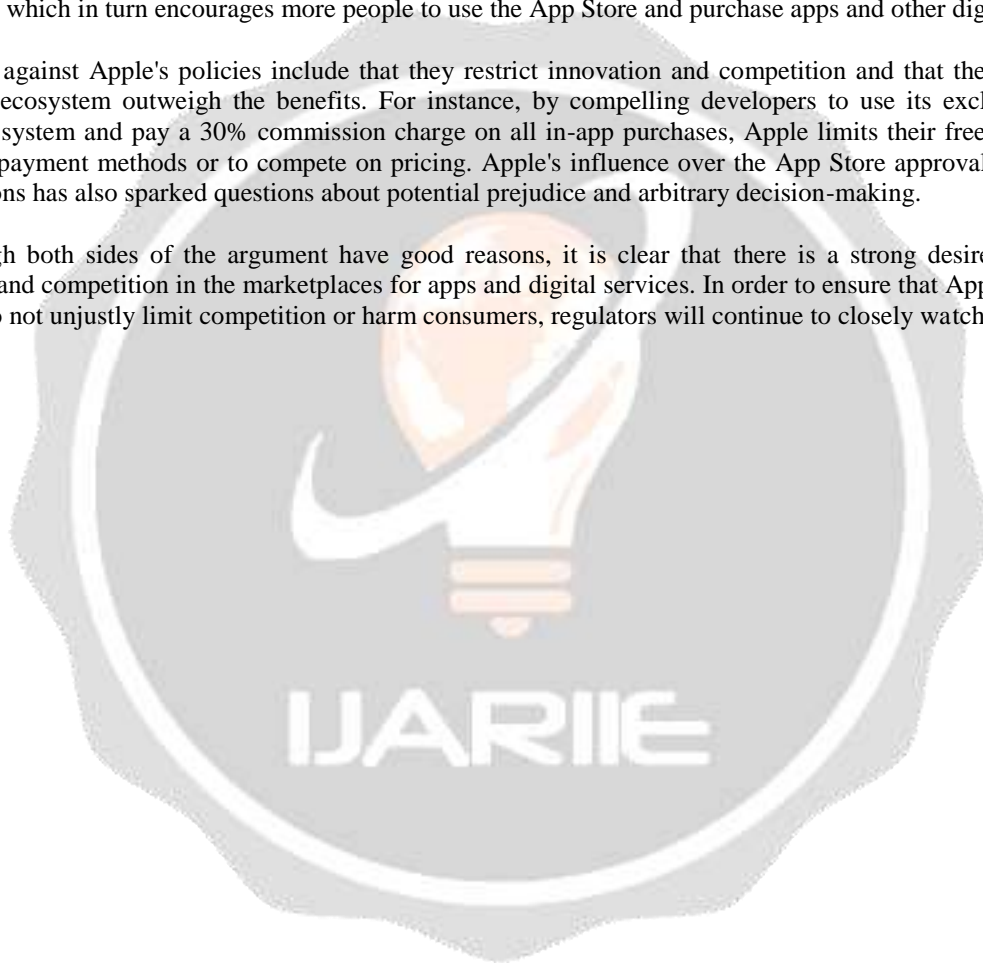 which in turn encourages more people to use the App Store and purchase apps and other dig
against Apple's policies include that they restrict innovation and competition and that the
ecosystem outweigh the benefits. For instance, by compelling developers to use its excl
system and pay a 30% commission charge on all in-app purchases, Apple limits their free
payment methods or to compete on pricing. Apple's influence over the App Store approval
ons has also sparked questions about potential prejudice and arbitrary decision-making.
gh both sides of the argument have good reasons, it is clear that there is a strong desire
and competition in the marketplaces for apps and digital services. In order to ensure that App
o not unjustly limit competition or harm consumers, regulators will continue to closely watch
IJARIIE